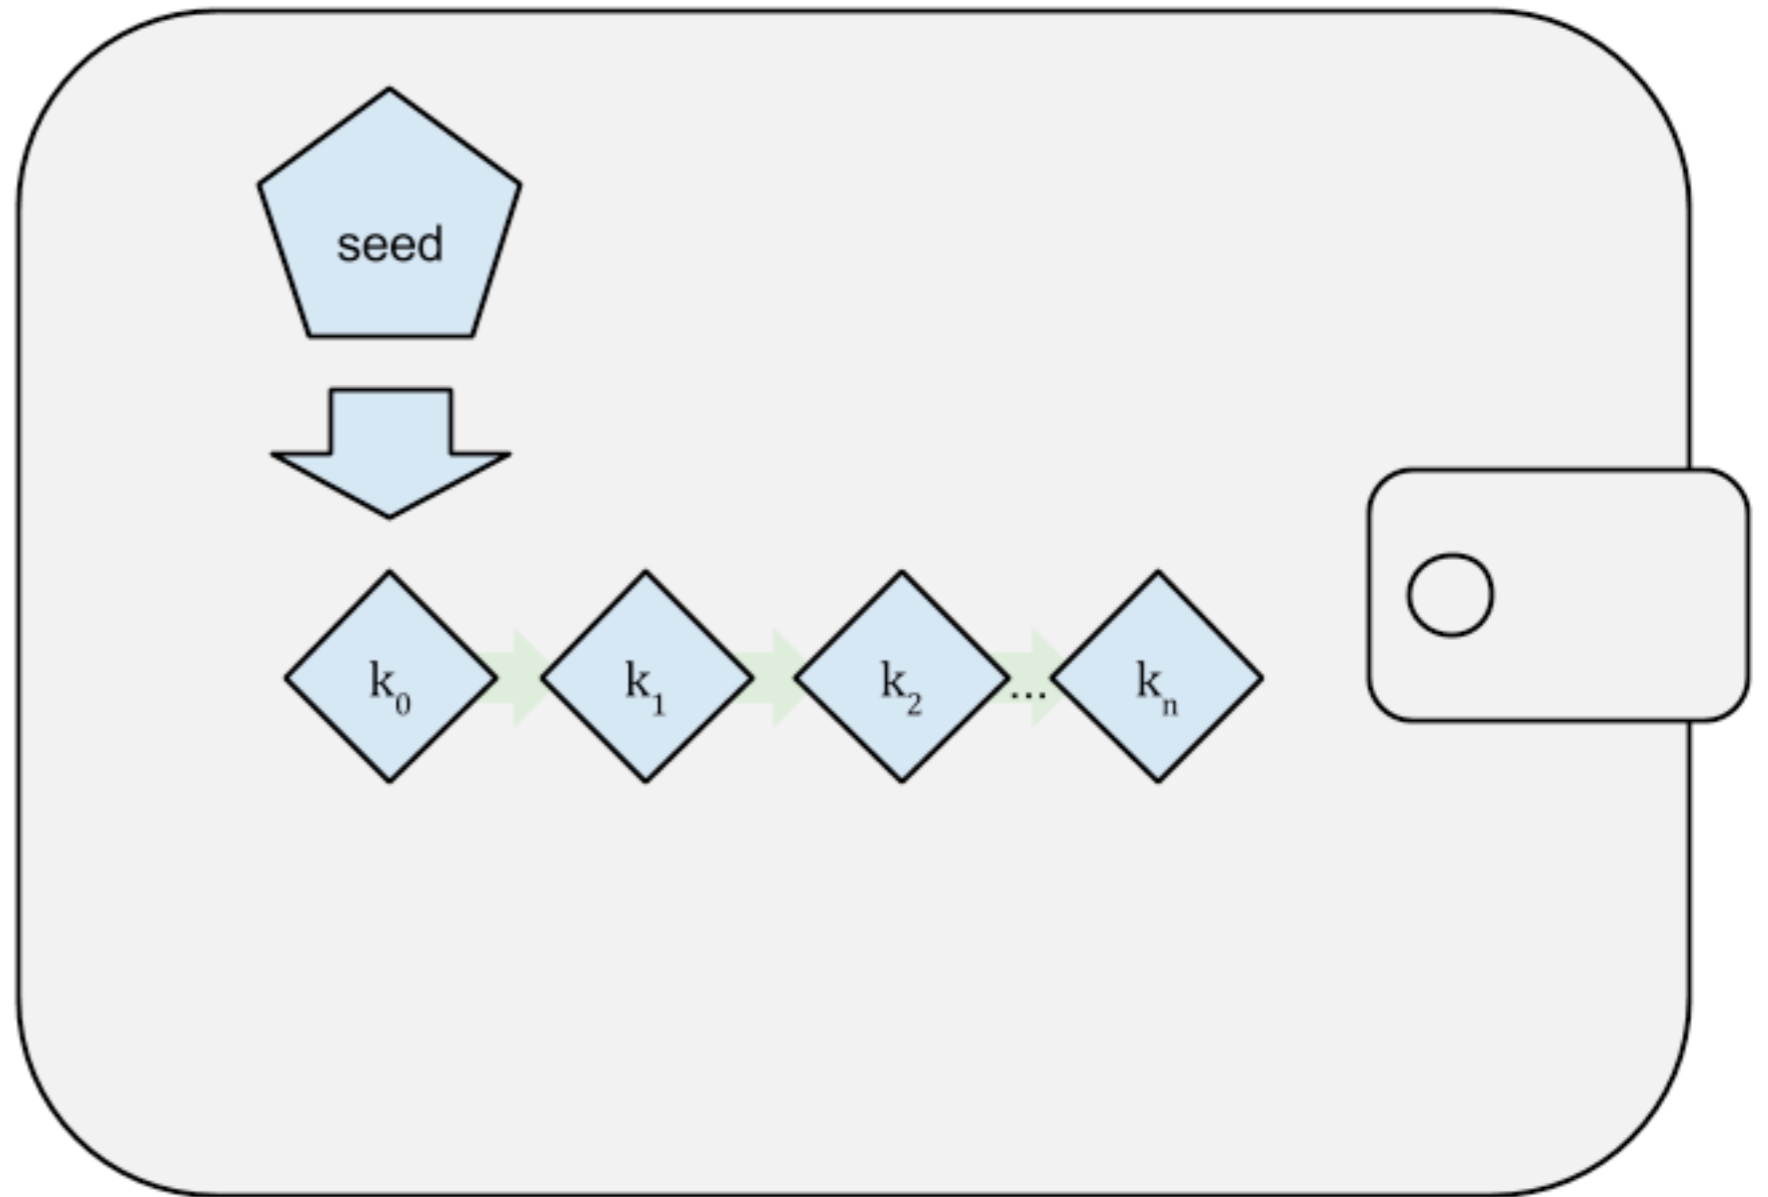 seed
k₀ k₁ k₂ ... kₙ